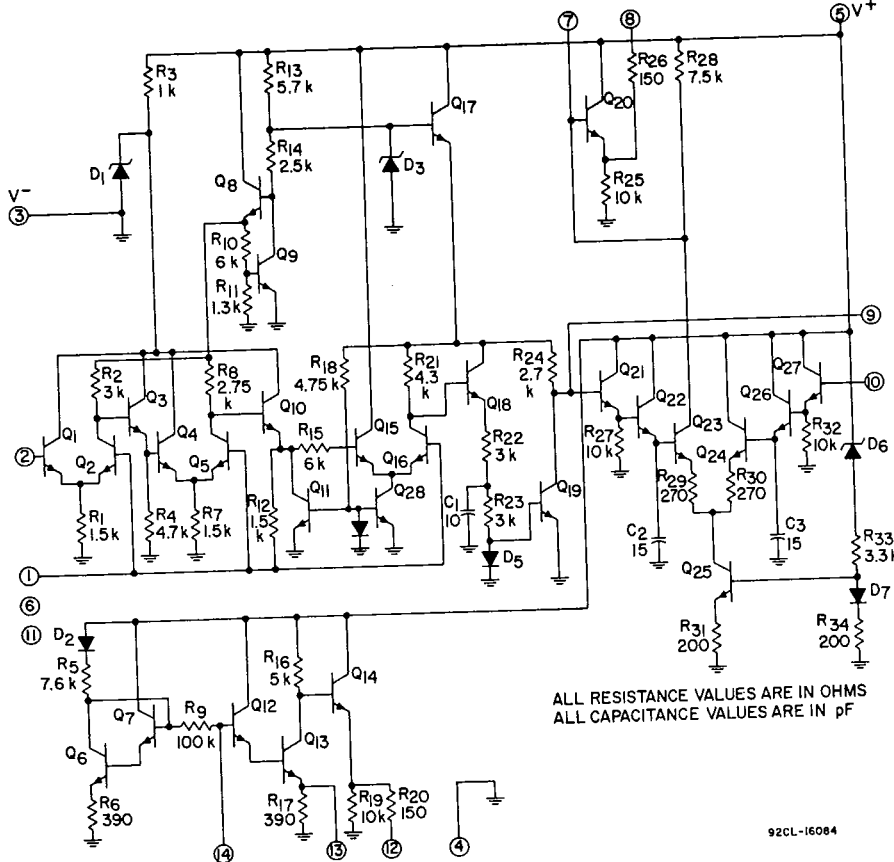 ⑤ V+
⑦ ⑧
R3 1k
R13 5.7k
Q17
R26 150
R28 7.5k
Q20
R14 2.5k
D3
D1
Q8
R25 10k
V-
③
R10 6k
Q9
R11 1.3k
⑨
R2 3k
Q3
R8 2.75 k
Q10
R18 4.75k
R21 4.3 k
R24 2.7 k
Q21
Q22
Q26
Q27
⑩
Q1
Q4
Q18
②
Q2
Q5
R15 6k
Q15
Q16
R22 3k
R27 10k
Q23
Q24
R32 10k
D6
R12 1.5 k
Q11
Q28
C1 10
R23 3k
Q19
R29 270
R30 270
R1 1.5k
R4 4.7k
R7 1.5k
C2 15
C3 15
①
D5
Q25
R33 3.3k
⑥
D7
⑪
D2
R31 200
R34 200
R5 7.6k
R16 5k
Q14
Q7
R9 100k
Q12
Q13
Q6
R6 390
R17 390
R19 10k
R20 150
⑭ ⑬ ⑫ ④
ALL RESISTANCE VALUES ARE IN OHMS
ALL CAPACITANCE VALUES ARE IN pF
92CL-16084